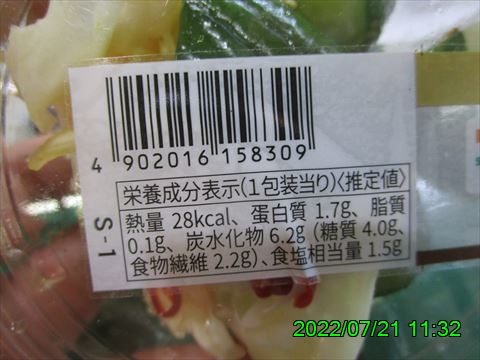 4 902016 158309
S-1
栄養成分表示(1包装当り)〈推定値〉
熱量 28kcal、蛋白質 1.7g、脂質
0.1g、炭水化物 6.2g (糖質 4.0g、
食物繊維 2.2g)、食塩相当量 1.5g
2022/07/21 11:32